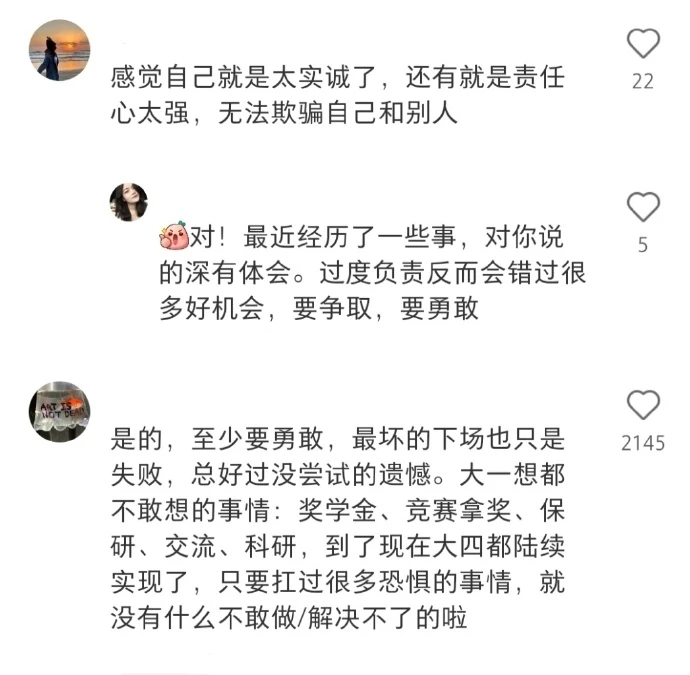 感觉自己就是太实诚了，还有就是责任
心太强，无法欺骗自己和别人
22
对！最近经历了一些事，对你说
的深有体会。过度负责反而会错过很
多好机会，要争取，要勇敢
5
ART IS
NOT DEAD
是的，至少要勇敢，最坏的下场也只是
失败，总好过没尝试的遗憾。大一想都
不敢想的事情：奖学金、竞赛拿奖、保
研、交流、科研，到了现在大四都陆续
实现了，只要扛过很多恐惧的事情，就
没有什么不敢做/解决不了的啦
2145